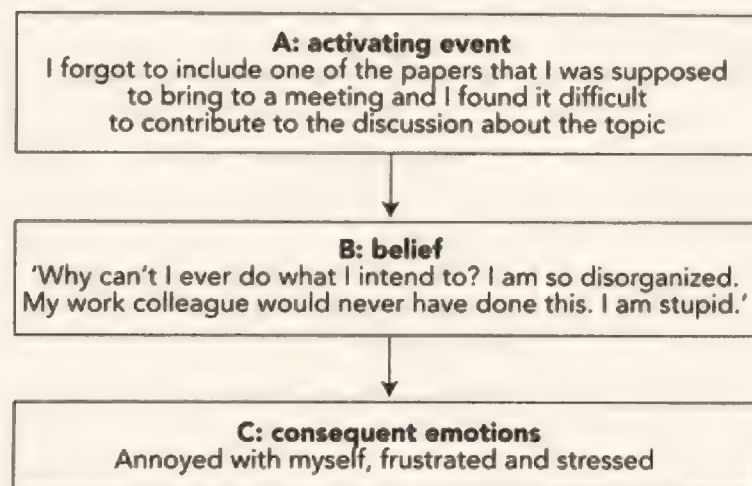 A: activating event
I forgot to include one of the papers that I was supposed
to bring to a meeting and I found it difficult
to contribute to the discussion about the topic
B: belief
'Why can't I ever do what I intend to? I am so disorganized.
My work colleague would never have done this. I am stupid.'
C: consequent emotions
Annoyed with myself, frustrated and stressed